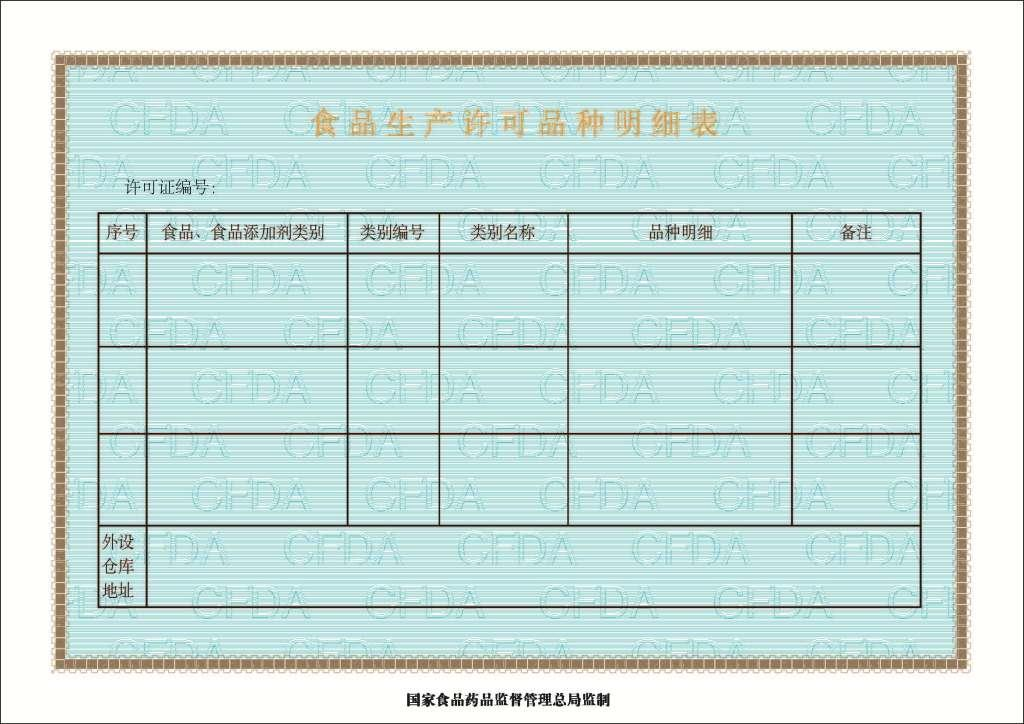 食品生产许可品种明细表
许可证编号：
序号 食品、食品添加剂类别 类别编号 类别名称 品种明细 备注
外设
仓库
地址
国家食品药品监督管理总局监制
CFDA